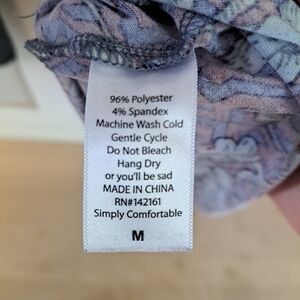 96% Polyester
4% Spandex
Machine Wash Cold
Gentle Cycle
Do Not Bleach
Hang Dry
or you'll be sad
MADE IN CHINA
RN#142161
Simply Comfortable
M